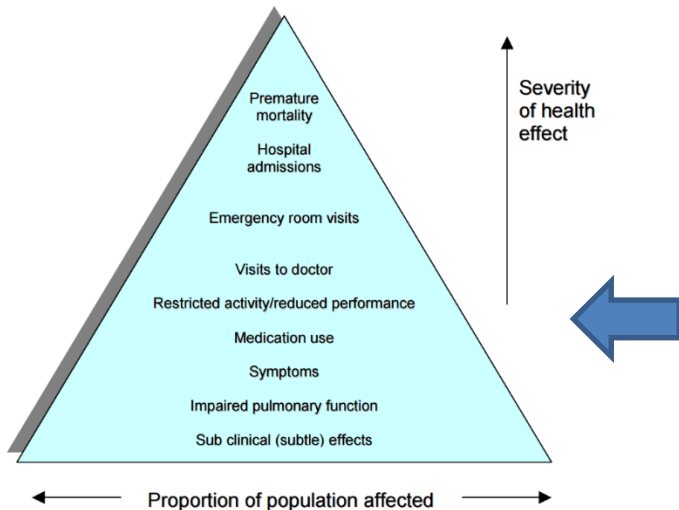 Premature
mortality
Hospital
admissions
Emergency room visits
Visits to doctor
Restricted activity/reduced performance
Medication use
Symptoms
Impaired pulmonary function
Sub clinical (subtle) effects
Severity
of health
effect
Proportion of population affected